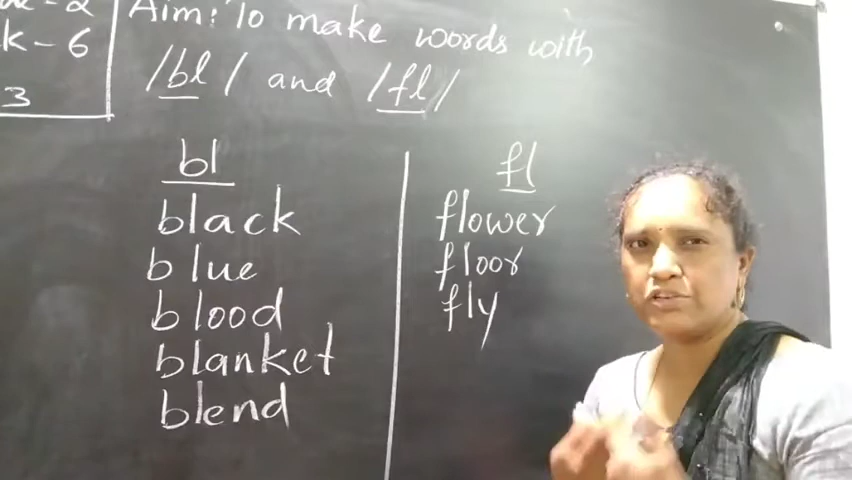 k - 6
3
Aim: To make words with
/bl/ and /fl/
bl
black
blue
blood
blanket
blend
fl
flower
floor
fly